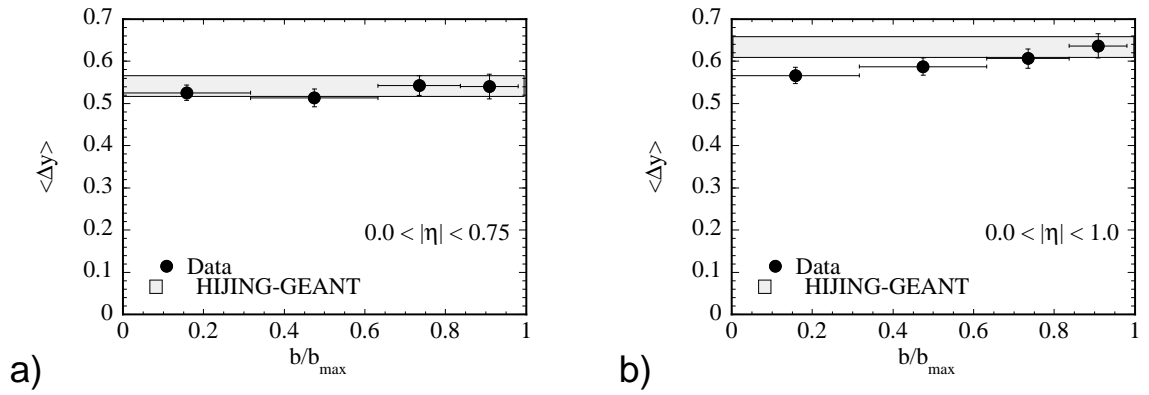 0.7
0.6
0.5
0.4
0.3
0.2
0.1
0
<Δy>
0.0 < |η| < 0.75
Data
HIJING-GEANT
0 0.2 0.4 0.6 0.8 1
b/b_max
a)
0.7
0.6
0.5
0.4
0.3
0.2
0.1
0
<Δy>
0.0 < |η| < 1.0
Data
HIJING-GEANT
0 0.2 0.4 0.6 0.8 1
b/b_max
b)